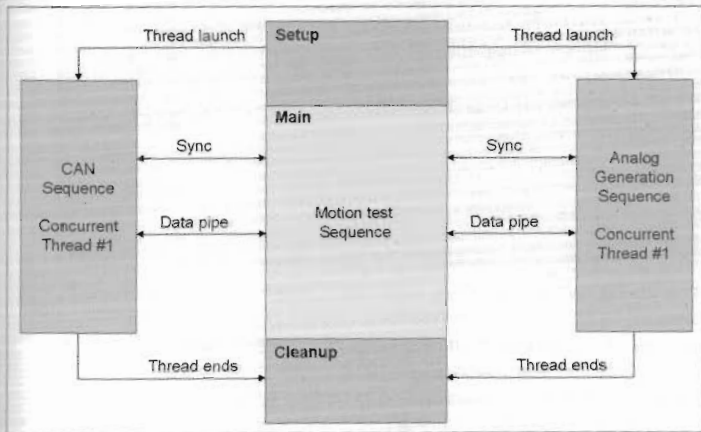 Thread launch
Setup
Thread launch
Main
Sync
Sync
CAN
Sequence
Concurrent
Thread #1
Motion test
Sequence
Data pipe
Data pipe
Analog
Generation
Sequence
Concurrent
Thread #1
Cleanup
Thread ends
Thread ends